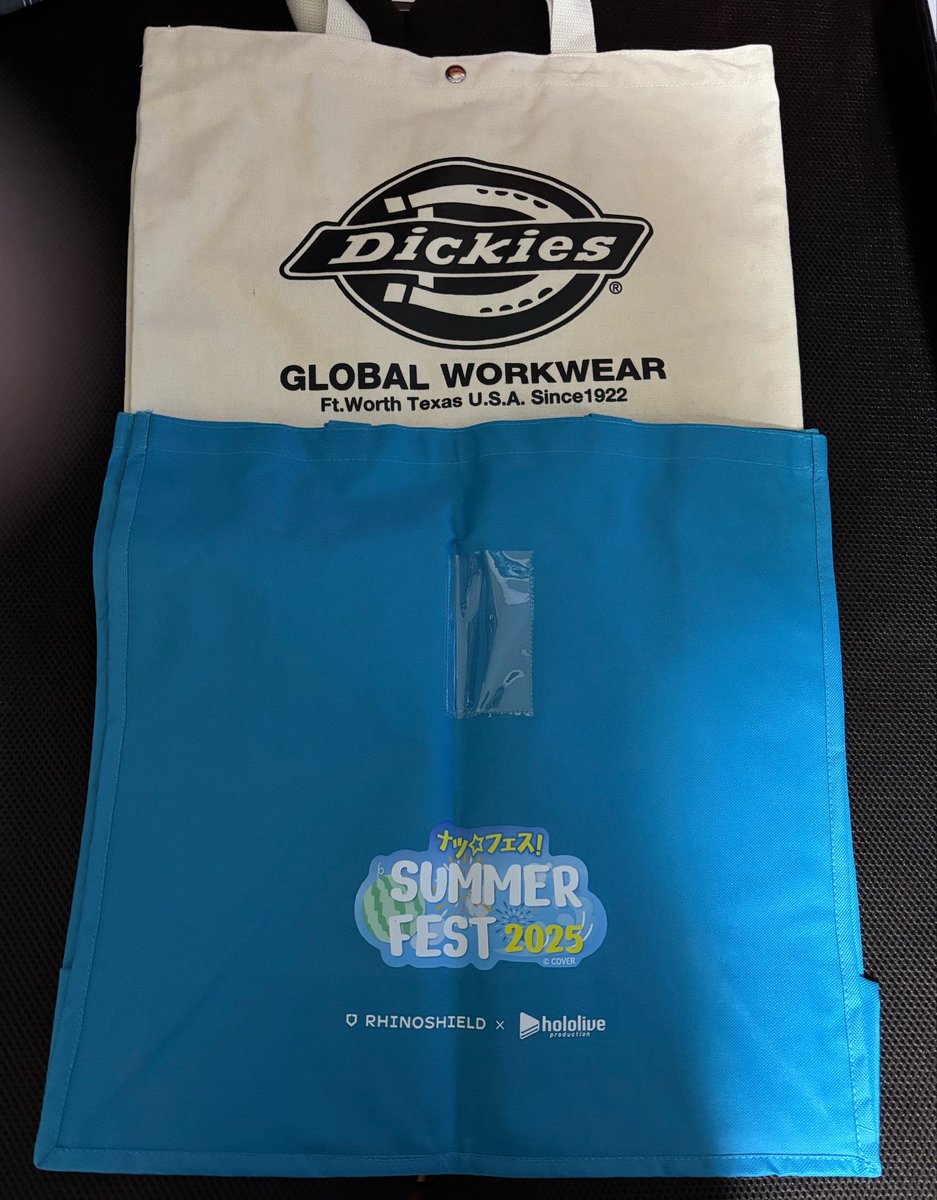 Dickies
®
GLOBAL WORKWEAR
Ft.Worth Texas U.S.A. Since1922
ナツ☆フェス!
SUMMER
FEST 2025
© COVER
RHINOSHIELD × hololive
production